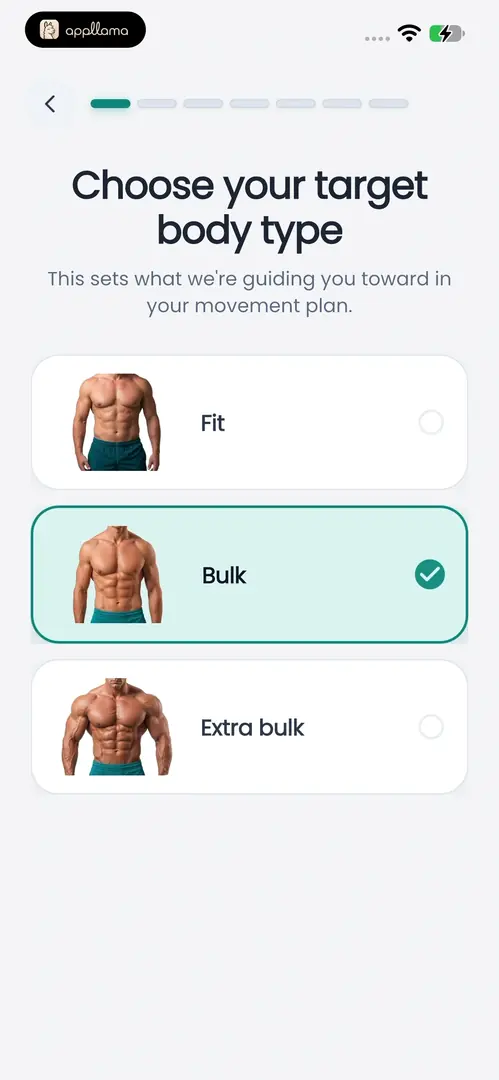 appllama
Choose your target
body type
This sets what we're guiding you toward in
your movement plan.
Fit
Bulk
Extra bulk